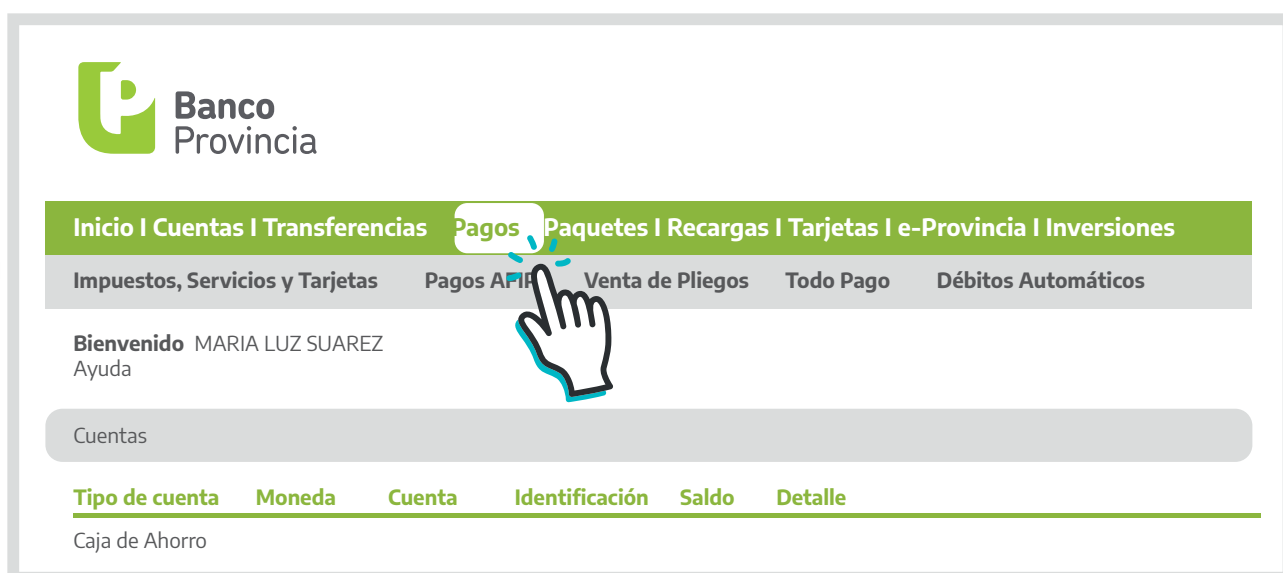 Banco
Provincia
Inicio I Cuentas I Transferencias Pagos Paquetes I Recargas I Tarjetas I e-Provincia I Inversiones
Impuestos, Servicios y Tarjetas Pagos AFIP Venta de Pliegos Todo Pago Débitos Automáticos
Bienvenido MARIA LUZ SUAREZ
Ayuda
Cuentas
Tipo de cuenta Moneda Cuenta Identificación Saldo Detalle
Caja de Ahorro